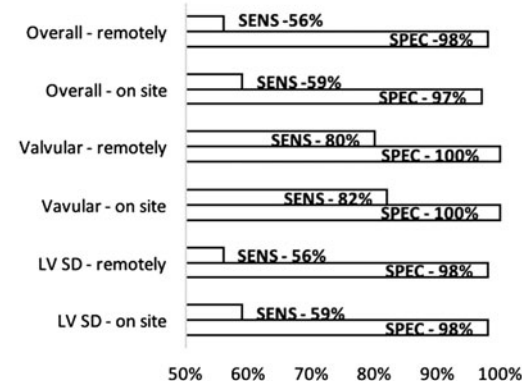 SENS -56%
Overall - remotely
SPEC -98%
SENS -59%
Overall - on site
SPEC - 97%
SENS - 80%
Valvular - remotely
SPEC - 100%
SENS - 82%
Vavular - on site
SPEC - 100%
SENS - 56%
LV SD - remotely
SPEC - 98%
SENS - 59%
LV SD - on site
SPEC - 98%
50% 60% 70% 80% 90% 100%